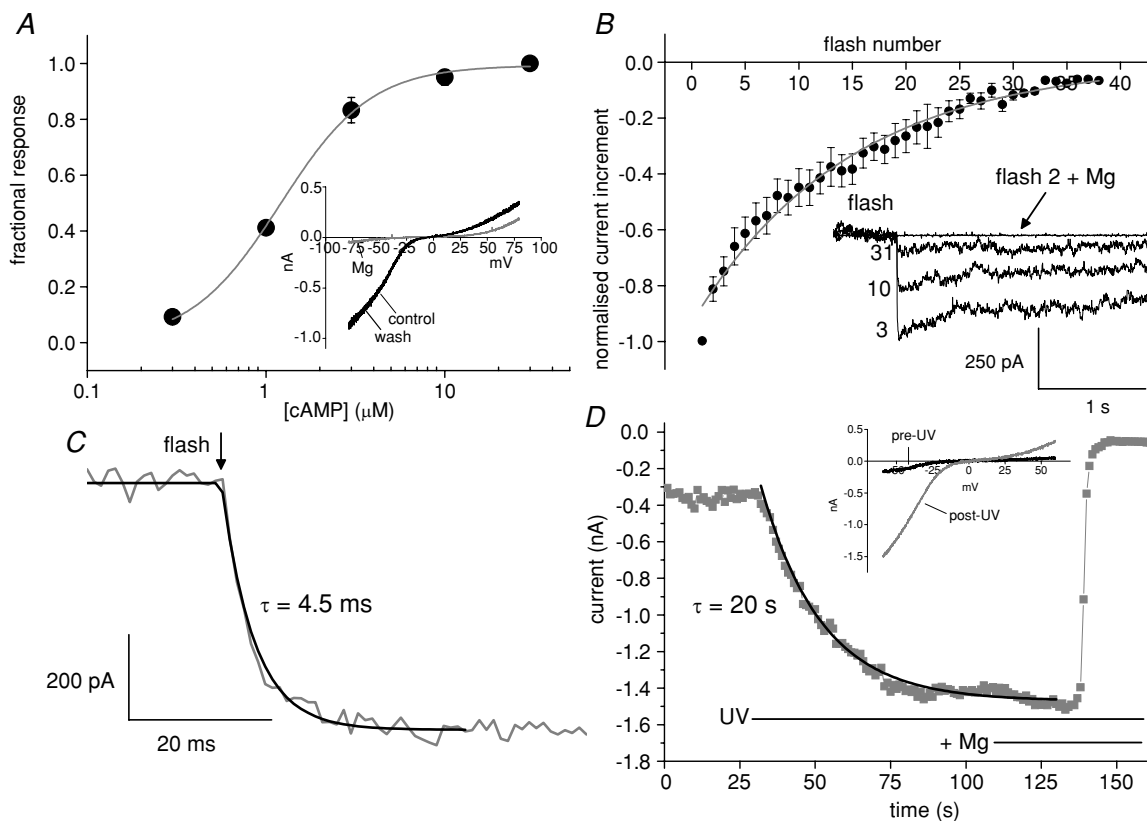 A
fractional response
1.0
0.8
0.6
0.4
0.2
0.0
0.1
1
10
[cAMP] (μM)
0.5
0.0
-0.5
-1.0
nA
-100 -75 -50 -25 0 25 50 75 100
mV
Mg
control
wash
B
flash number
0 5 10 15 20 25 30 35 40
normalised current increment
0.0
-0.2
-0.4
-0.6
-0.8
-1.0
flash 2 + Mg
flash
31
10
3
250 pA
1 s
C
flash
τ = 4.5 ms
200 pA
20 ms
D
current (nA)
0.0
-0.2
-0.4
-0.6
-0.8
-1.0
-1.2
-1.4
-1.6
-1.8
0 25 50 75 100 125 150
time (s)
τ = 20 s
UV
+ Mg
0.5
0.0
-0.5
-1.0
-1.5
nA
-50 -25 0 25 50
mV
pre-UV
post-UV